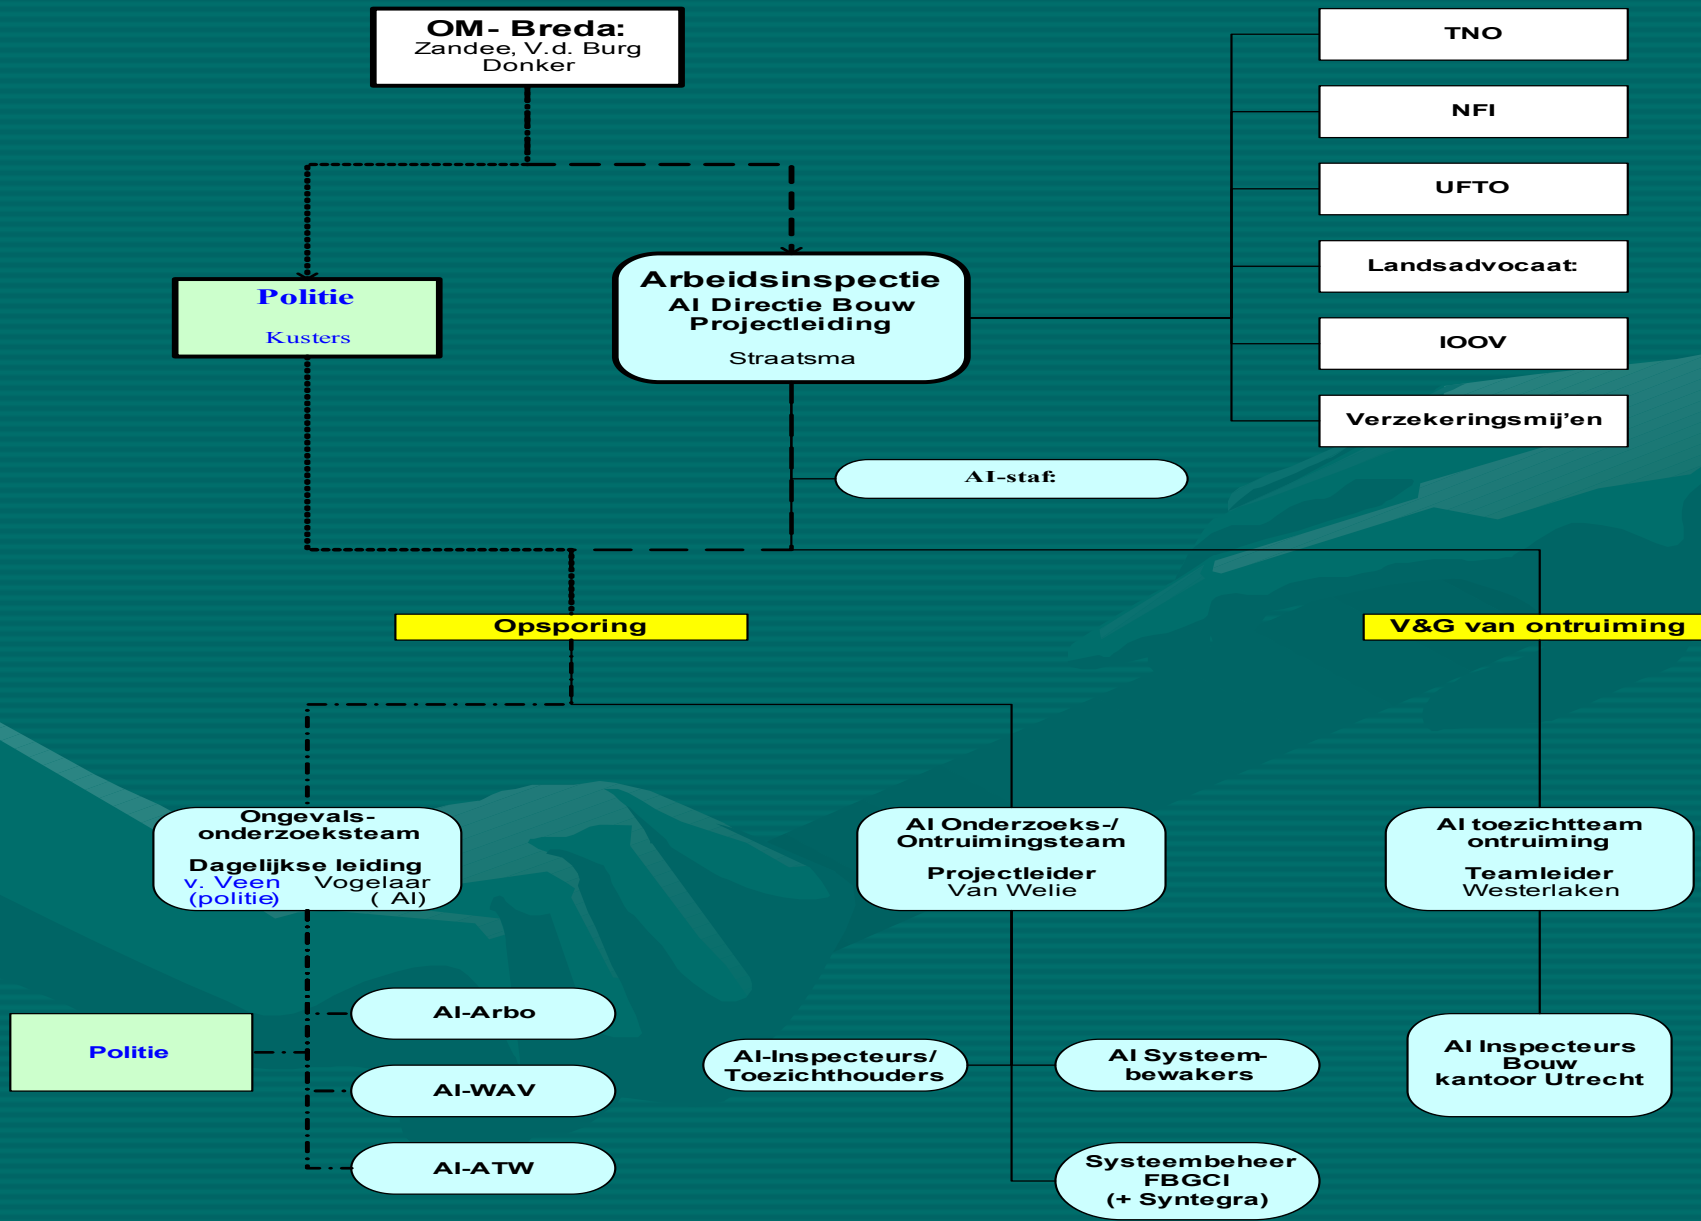 OM- Breda:
Zandee, V.d. Burg
Donker
TNO
NFI
UFTO
Landsadvocaat:
IOOV
Verzekeringsmij’en
Politie
Kusters
Arbeidsinspectie
AI Directie Bouw
Projectleiding
Straatsma
AI-staf:
Opsporing
V&G van ontruiming
Ongevals-
onderzoeksteam
Dagelijkse leiding
v. Veen Vogelaar
(politie) ( AI)
AI Onderzoeks-/
Ontruimingsteam
Projectleider
Van Welie
AI toezichtteam
ontruiming
Teamleider
Westerlaken
Politie
AI-Arbo
AI-WAV
AI-ATW
AI-Inspecteurs/
Toezichthouders
AI Systeem-
bewakers
Systeembeheer
FBGCI
(+ Syntegra)
AI Inspecteurs
Bouw
kantoor Utrecht